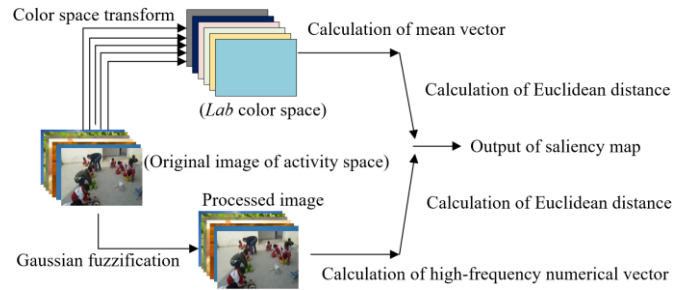 Color space transform
Calculation of mean vector
(Lab color space)
Calculation of Euclidean distance
Output of saliency map
(Original image of activity space)
Processed image
Calculation of Euclidean distance
Gaussian fuzzification
Calculation of high-frequency numerical vector